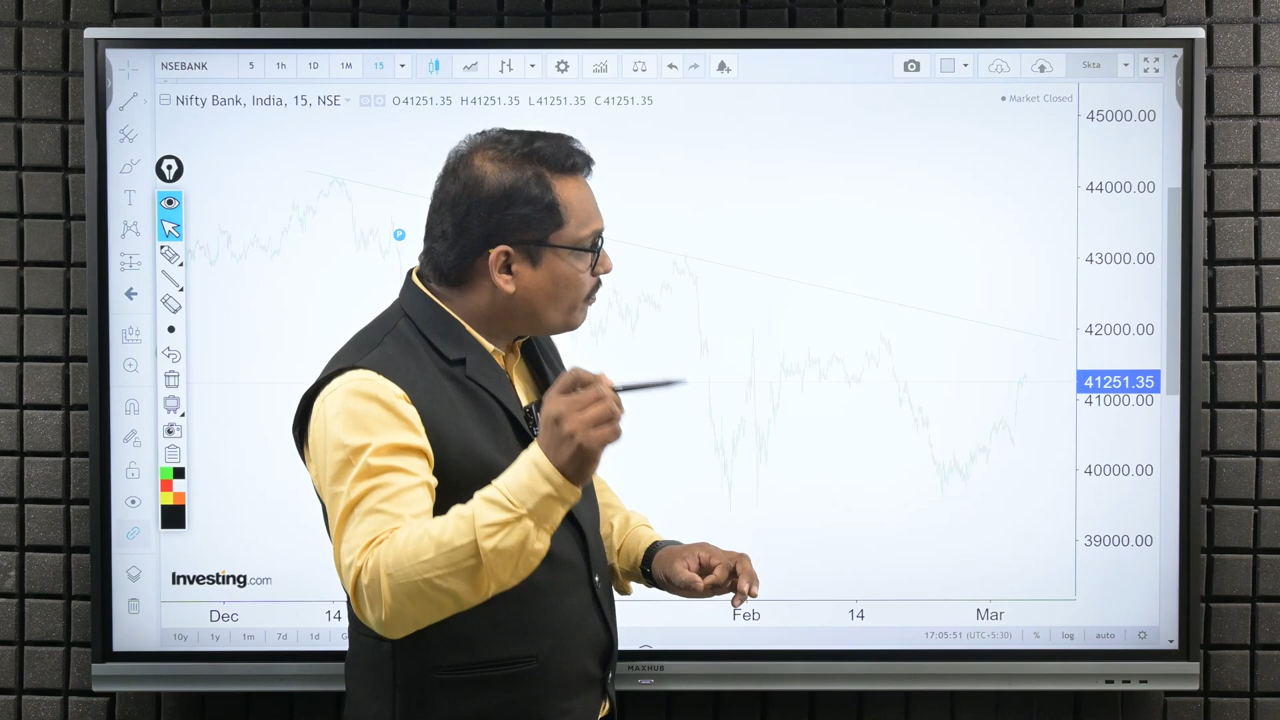 NSEBANK 5 1h 1D 1M 15 Skta
Nifty Bank, India, 15, NSE O41251.35 H41251.35 L41251.35 C41251.35 Market Closed
45000.00
44000.00
P
43000.00
42000.00
41251.35
41000.00
40000.00
39000.00
Investing.com
Dec 14 Feb 14 Mar
10y 1y 1m 7d 1d 17:05:51 (UTC+5:30) % log auto
MAXHUB